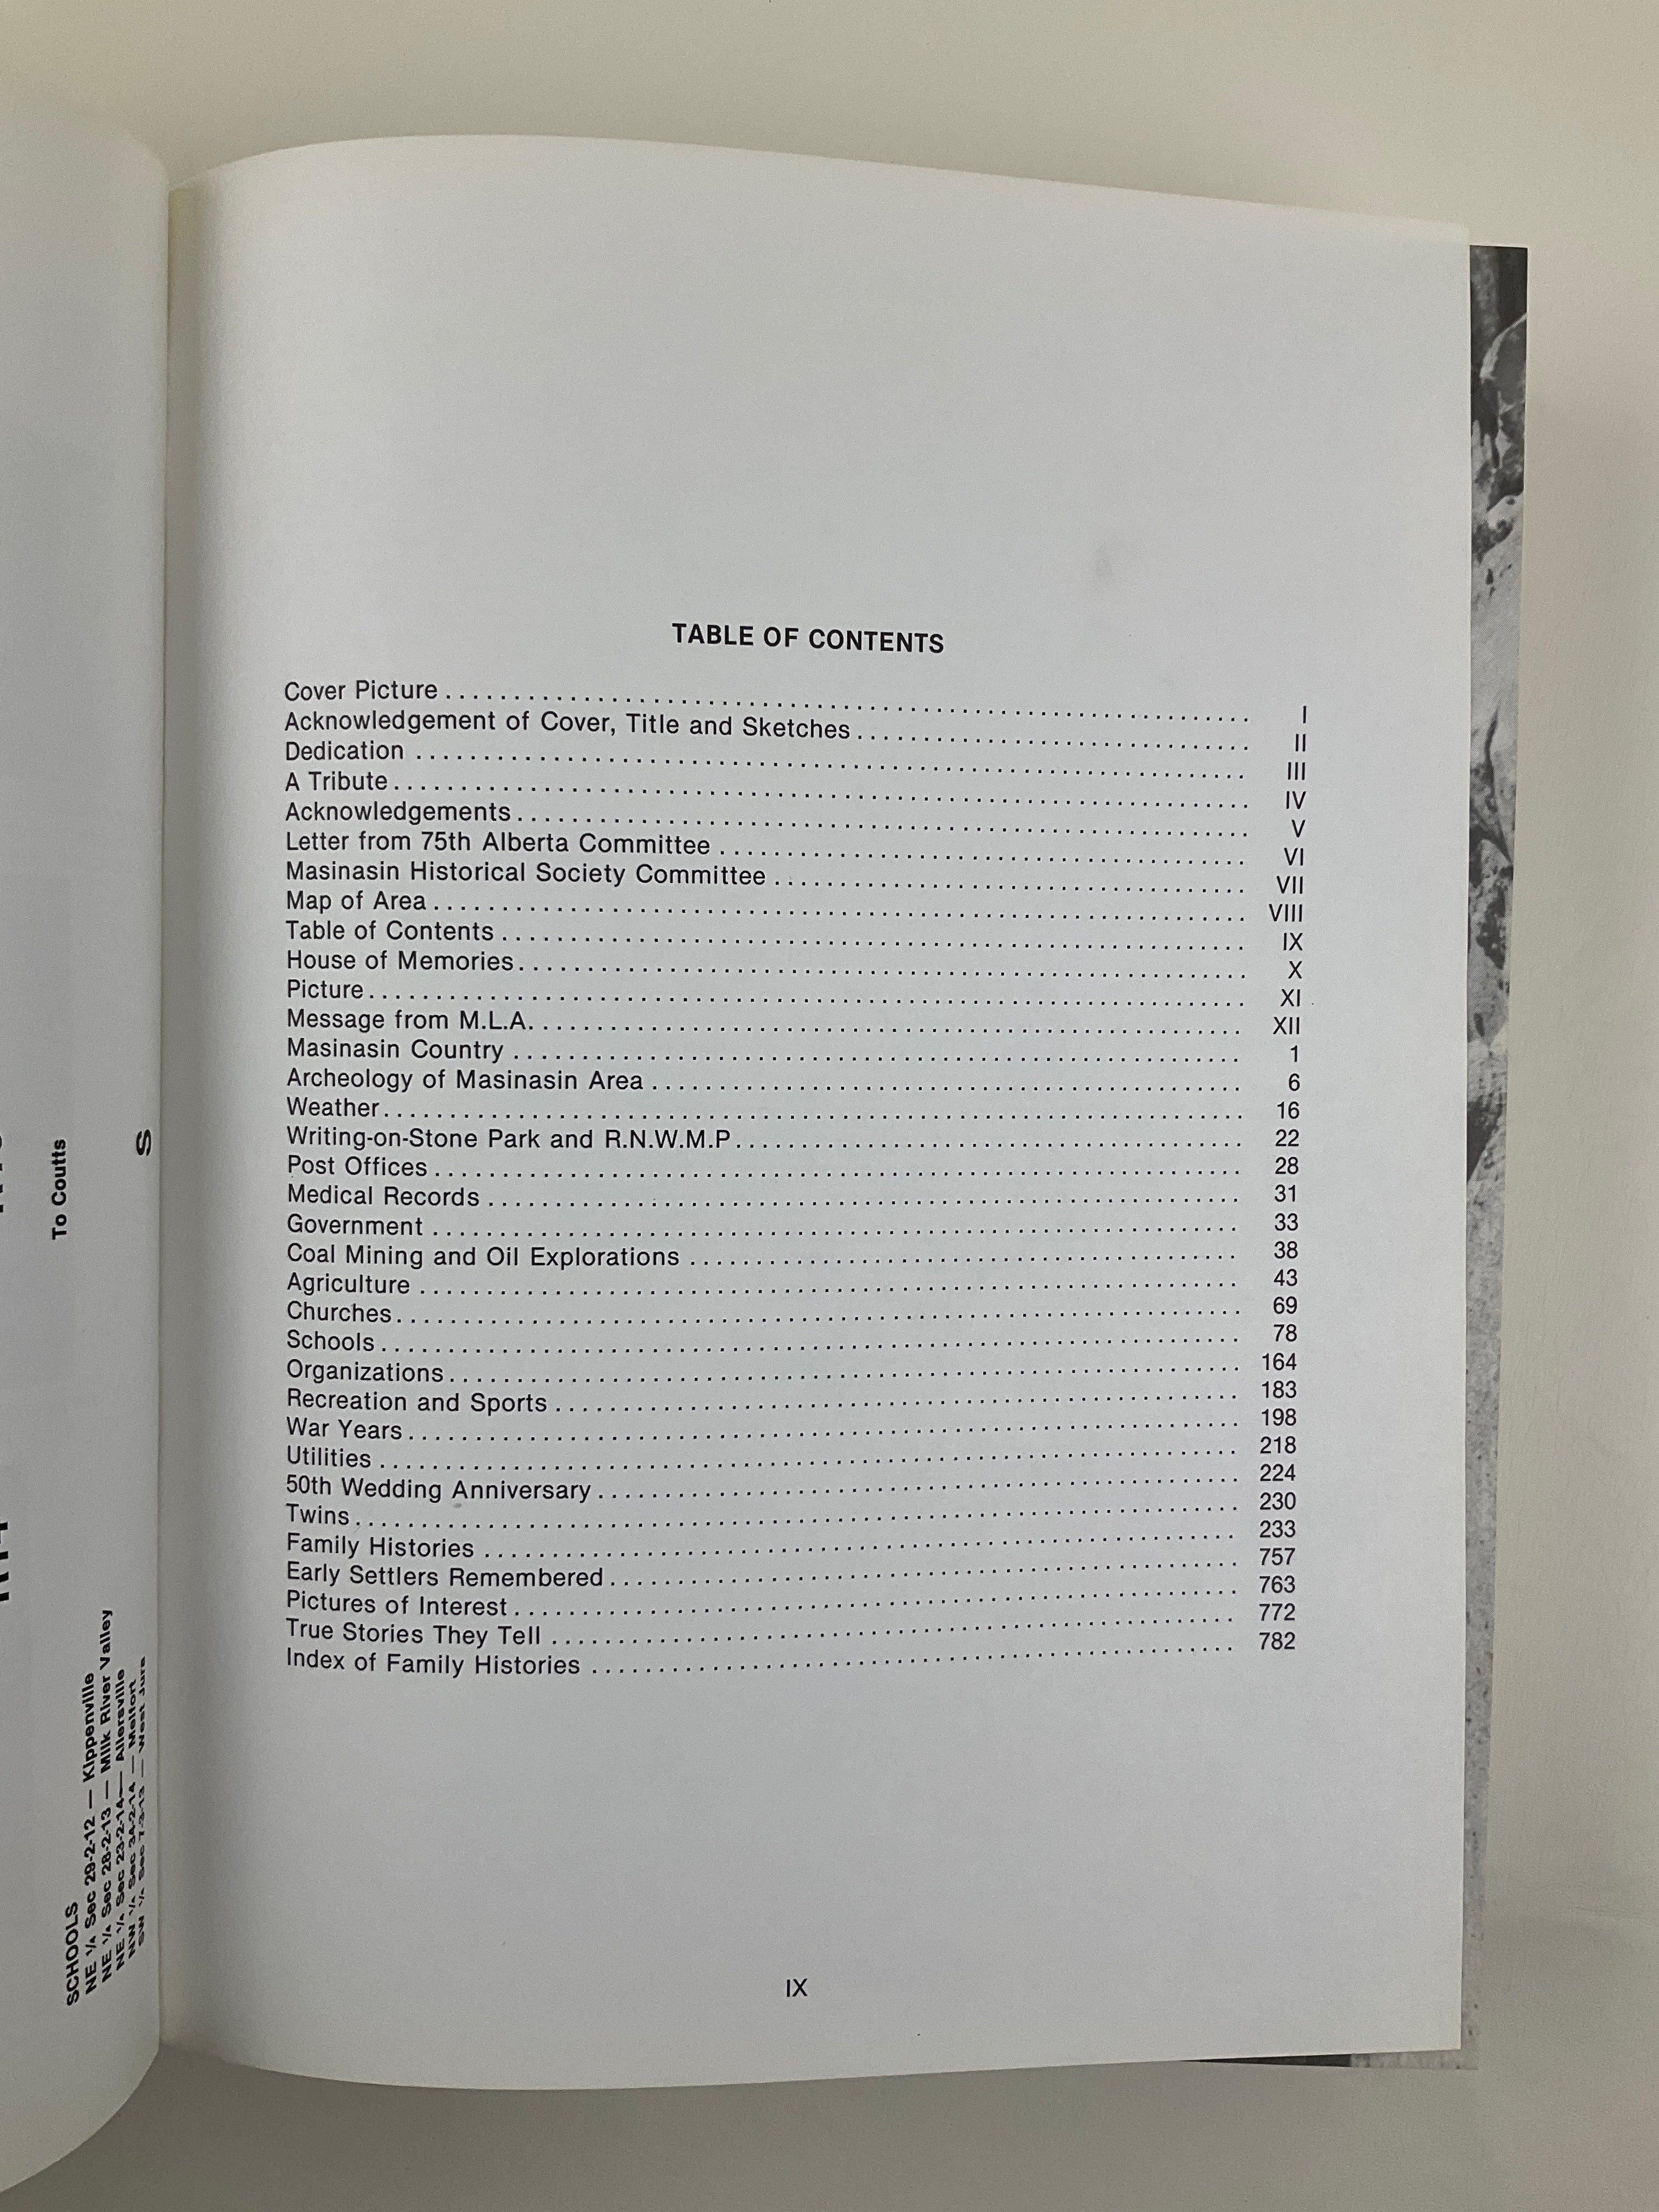 To Coutts
S
SCHOOLS
NE ¼ Sec 29-2-12 — Kippenville
NE ¼ Sec 28-2-13 — Milk River Valley
NE ¼ Sec 23-2-14 — Allersville
NW ¼ Sec 34-2-14 — Melfort
SW ¼ Sec 7-3-13 — West Jura
TABLE OF CONTENTS
Cover Picture . . . . . I
Acknowledgement of Cover, Title and Sketches . . . . . II
Dedication . . . . . III
A Tribute . . . . . IV
Acknowledgements . . . . . V
Letter from 75th Alberta Committee . . . . . VI
Masinasin Historical Society Committee . . . . . VII
Map of Area . . . . . VIII
Table of Contents . . . . . IX
House of Memories . . . . . X
Picture . . . . . XI
Message from M.L.A. . . . . . XII
Masinasin Country . . . . . 1
Archeology of Masinasin Area . . . . . 6
Weather . . . . . 16
Writing-on-Stone Park and R.N.W.M.P . . . . . 22
Post Offices . . . . . 28
Medical Records . . . . . 31
Government . . . . . 33
Coal Mining and Oil Explorations . . . . . 38
Agriculture . . . . . 43
Churches . . . . . 69
Schools . . . . . 78
Organizations . . . . . 164
Recreation and Sports . . . . . 183
War Years . . . . . 198
Utilities . . . . . 218
50th Wedding Anniversary . . . . . 224
Twins . . . . . 230
Family Histories . . . . . 233
Early Settlers Remembered . . . . . 757
Pictures of Interest . . . . . 763
True Stories They Tell . . . . . 772
Index of Family Histories . . . . . 782
IX